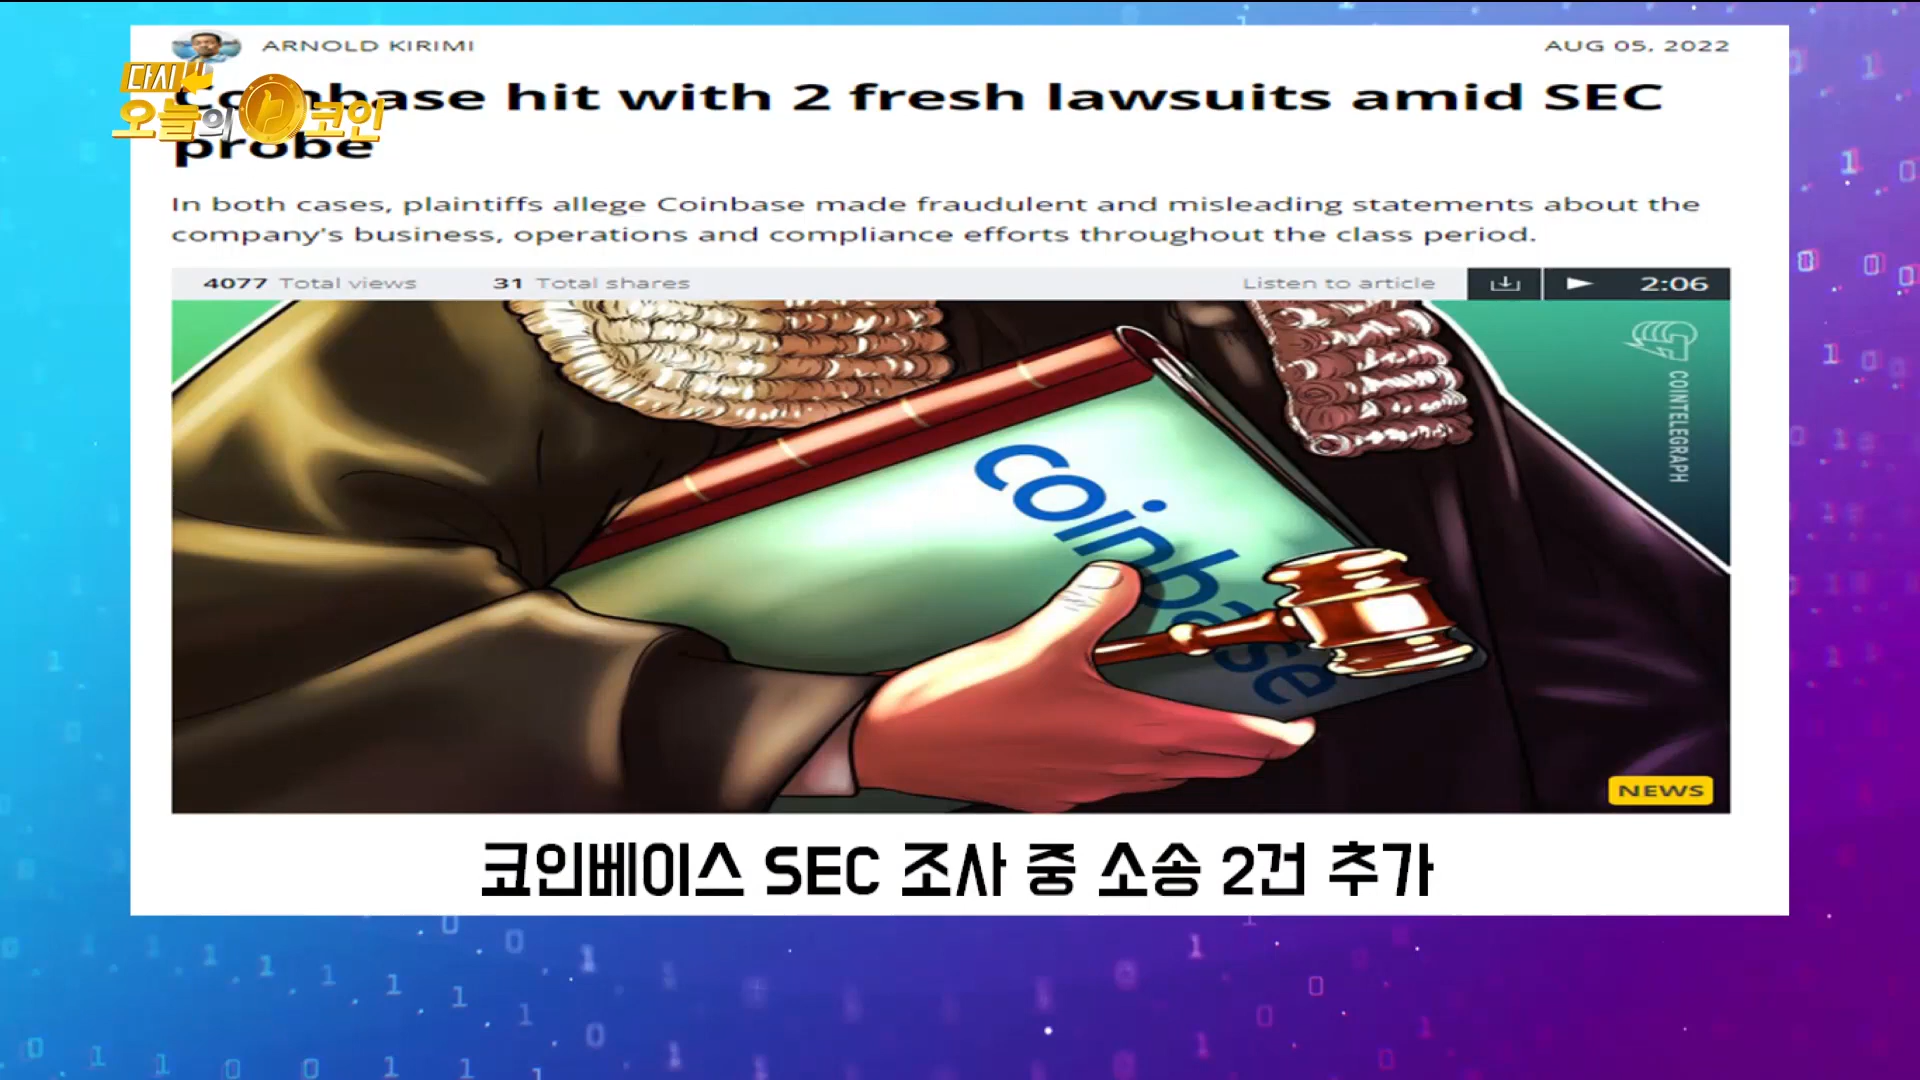 ARNOLD KIRIMI
AUG 05, 2022
다시
오늘의 코인
Coinbase hit with 2 fresh lawsuits amid SEC
probe
In both cases, plaintiffs allege Coinbase made fraudulent and misleading statements about the
company's business, operations and compliance efforts throughout the class period.
4077 Total views 31 Total shares Listen to article 2:06
COINTELEGRAPH
coinbase
NEWS
코인베이스 SEC 조사 중 소송 2건 추가